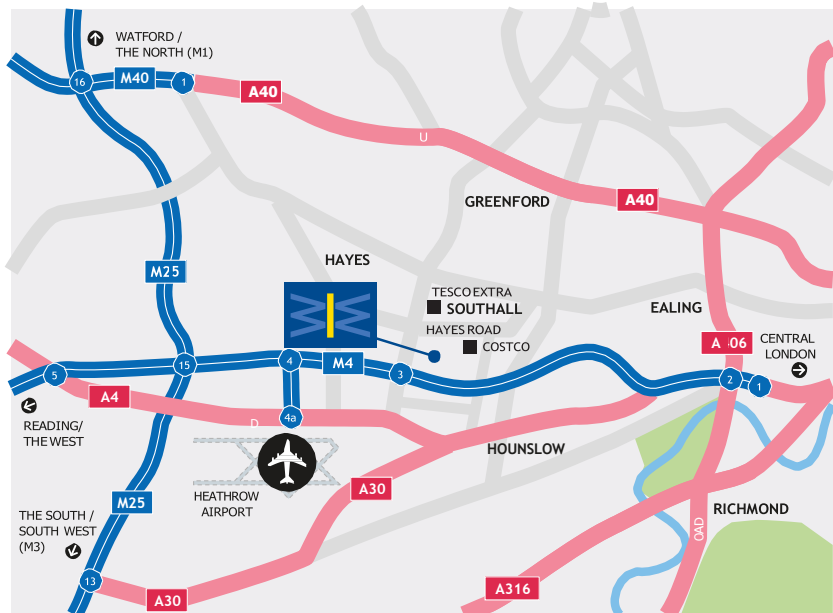 WATFORD /
THE NORTH (M1)
16
M40
1
A40
U
GREENFORD
A40
HAYES
M25
TESCO EXTRA
SOUTHALL
HAYES ROAD
COSTCO
EALING
CENTRAL
LONDON
5
15
4
M4
3
2
1
A4
4a
D
READING/
THE WEST
HOUNSLOW
HEATHROW
AIRPORT
A30
M25
THE SOUTH /
SOUTH WEST
(M3)
RICHMOND
OAD
13
A30
A316